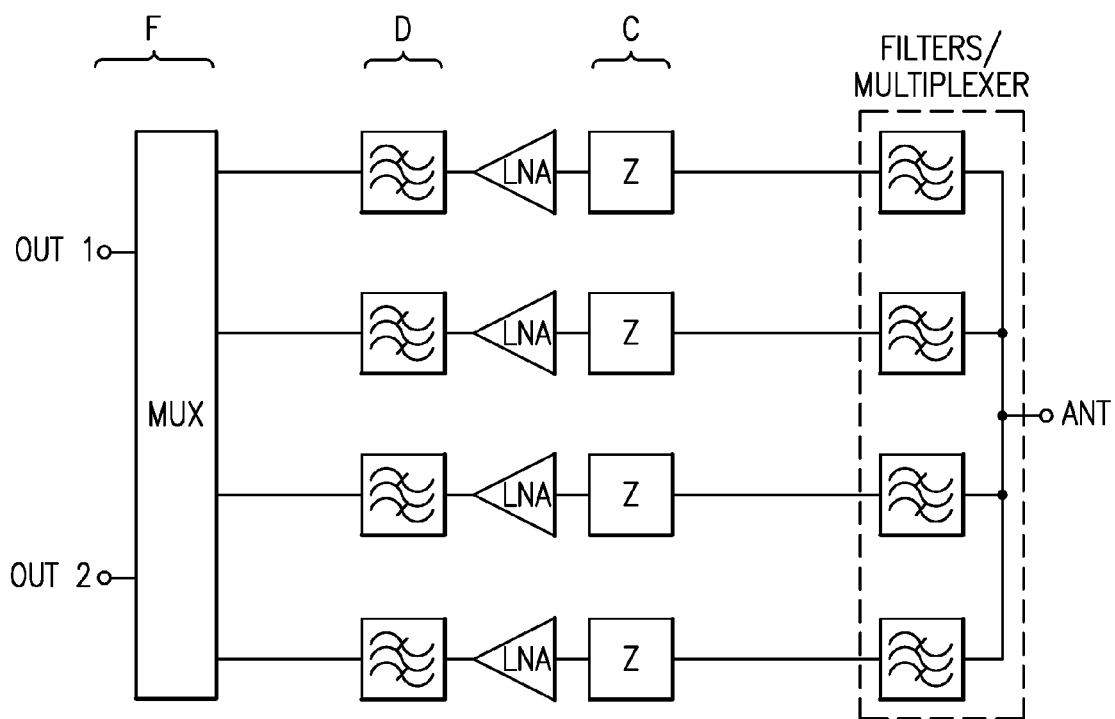 F
D
C
FILTERS/
MULTIPLEXER
LNA
Z
OUT 1
LNA
Z
MUX
ANT
LNA
Z
OUT 2
LNA
Z